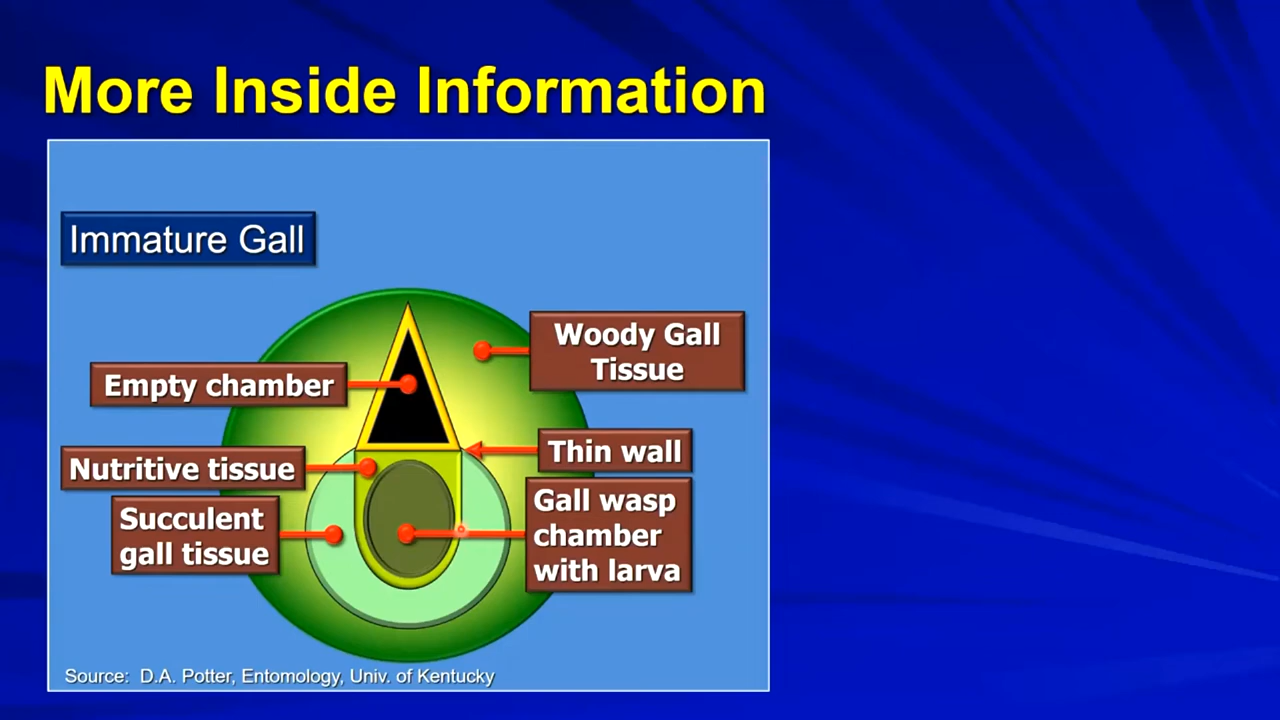 More Inside Information
Immature Gall
Woody Gall
Tissue
Empty chamber
Thin wall
Nutritive tissue
Gall wasp
chamber
with larva
Succulent
gall tissue
Source:  D.A. Potter, Entomology, Univ. of Kentucky